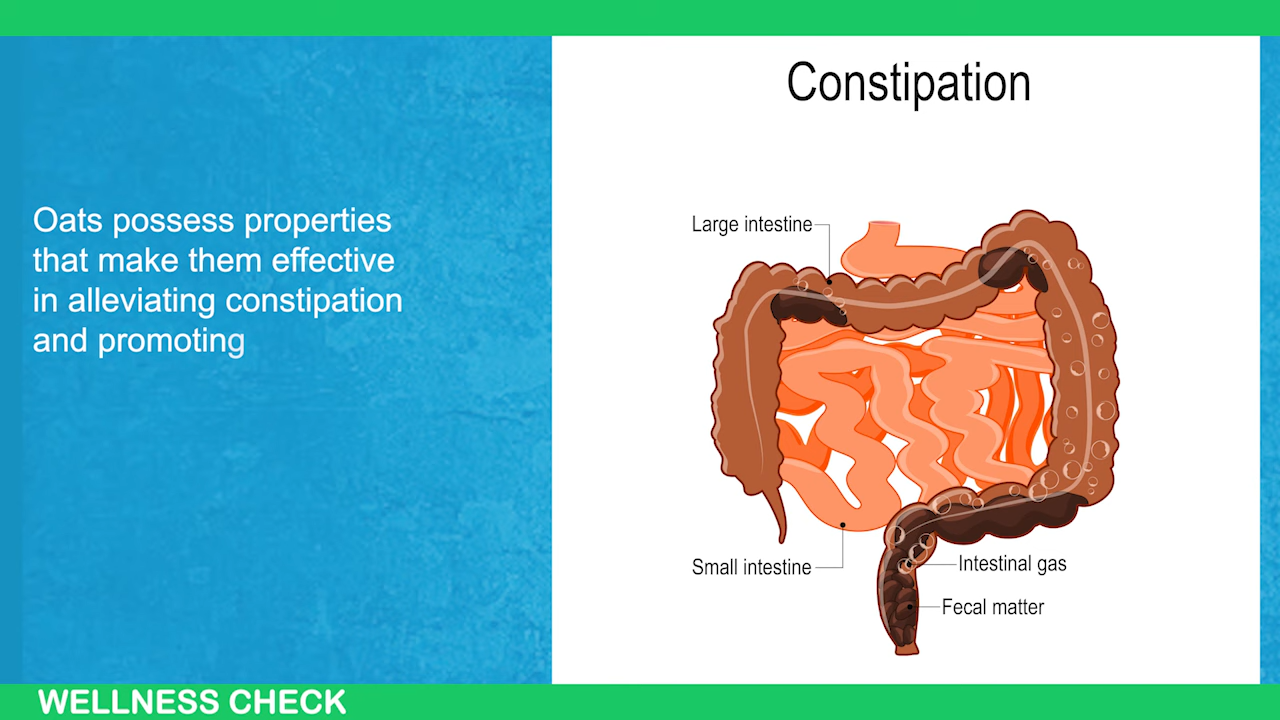 Oats possess properties
that make them effective
in alleviating constipation
and promoting
Constipation
Large intestine
Small intestine
Intestinal gas
Fecal matter
WELLNESS CHECK